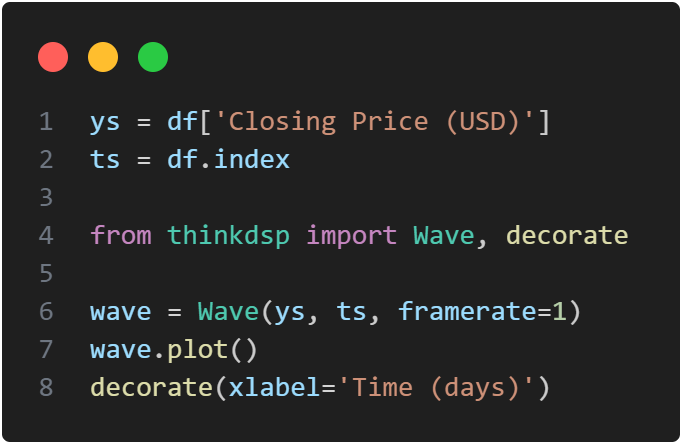 1 ys = df['Closing Price (USD)']
2 ts = df.index
3
4 from thinkdsp import Wave, decorate
5
6 wave = Wave(ys, ts, framerate=1)
7 wave.plot()
8 decorate(xlabel='Time (days)')